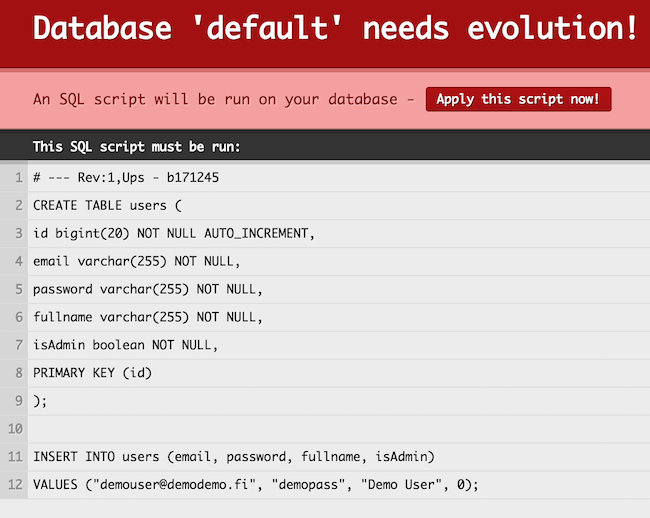 Database 'default' needs evolution!
An SQL script will be run on your database - Apply this script now!
This SQL script must be run:
1 # --- Rev:1,Ups - b171245
2 CREATE TABLE users (
3 id bigint(20) NOT NULL AUTO_INCREMENT,
4 email varchar(255) NOT NULL,
5 password varchar(255) NOT NULL,
6 fullname varchar(255) NOT NULL,
7 isAdmin boolean NOT NULL,
8 PRIMARY KEY (id)
9 );
10
11 INSERT INTO users (email, password, fullname, isAdmin)
12 VALUES ("demouser@demodemo.fi", "demopass", "Demo User", 0);